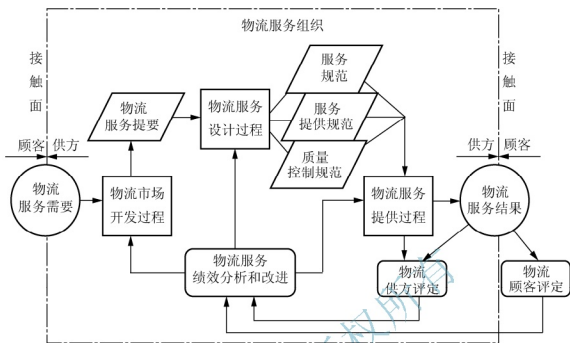 物流服务组织
接触面
接触面
顾客
供方
供方
顾客
物流
服务需要
物流市场
开发过程
物流
服务提要
物流服务
设计过程
服务
规范
服务
提供规范
质量
控制规范
物流服务
提供过程
物流
服务结果
物流服务
绩效分析和改进
物流
供方评定
物流
顾客评定
权所有